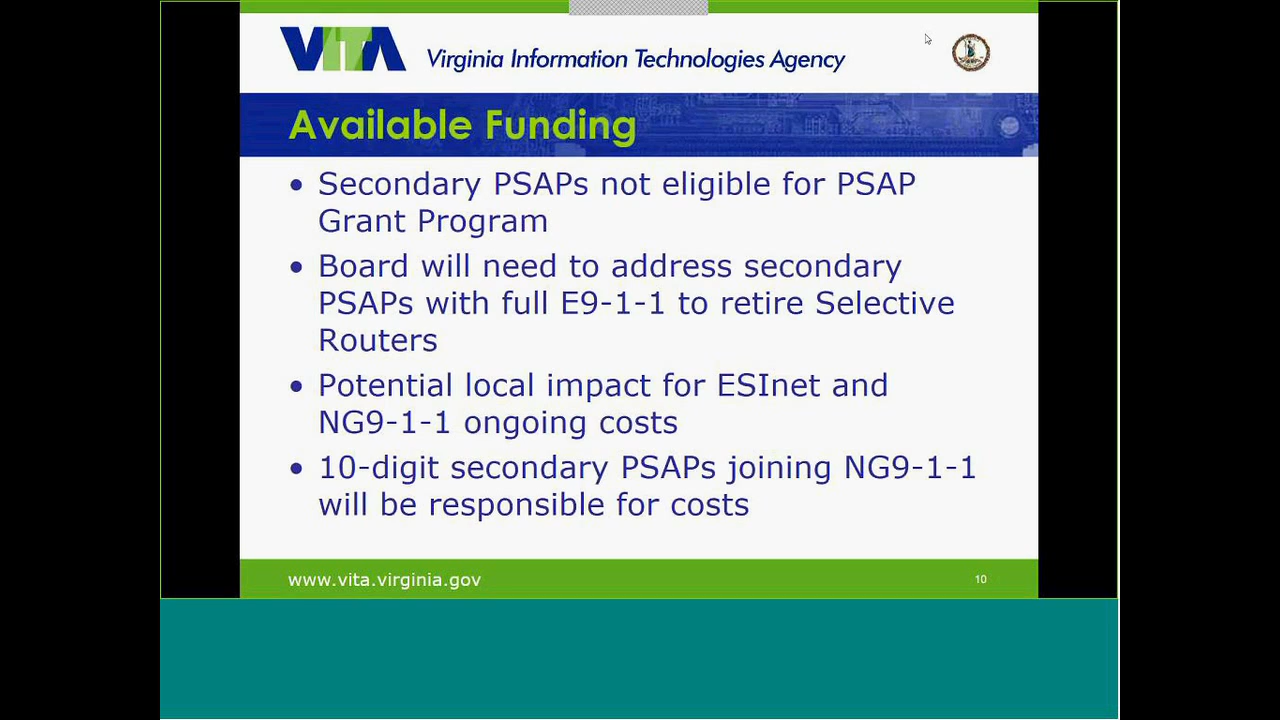 VITA Virginia Information Technologies Agency
Available Funding
• Secondary PSAPs not eligible for PSAP
Grant Program
• Board will need to address secondary
PSAPs with full E9-1-1 to retire Selective
Routers
• Potential local impact for ESInet and
NG9-1-1 ongoing costs
• 10-digit secondary PSAPs joining NG9-1-1
will be responsible for costs
www.vita.virginia.gov 10